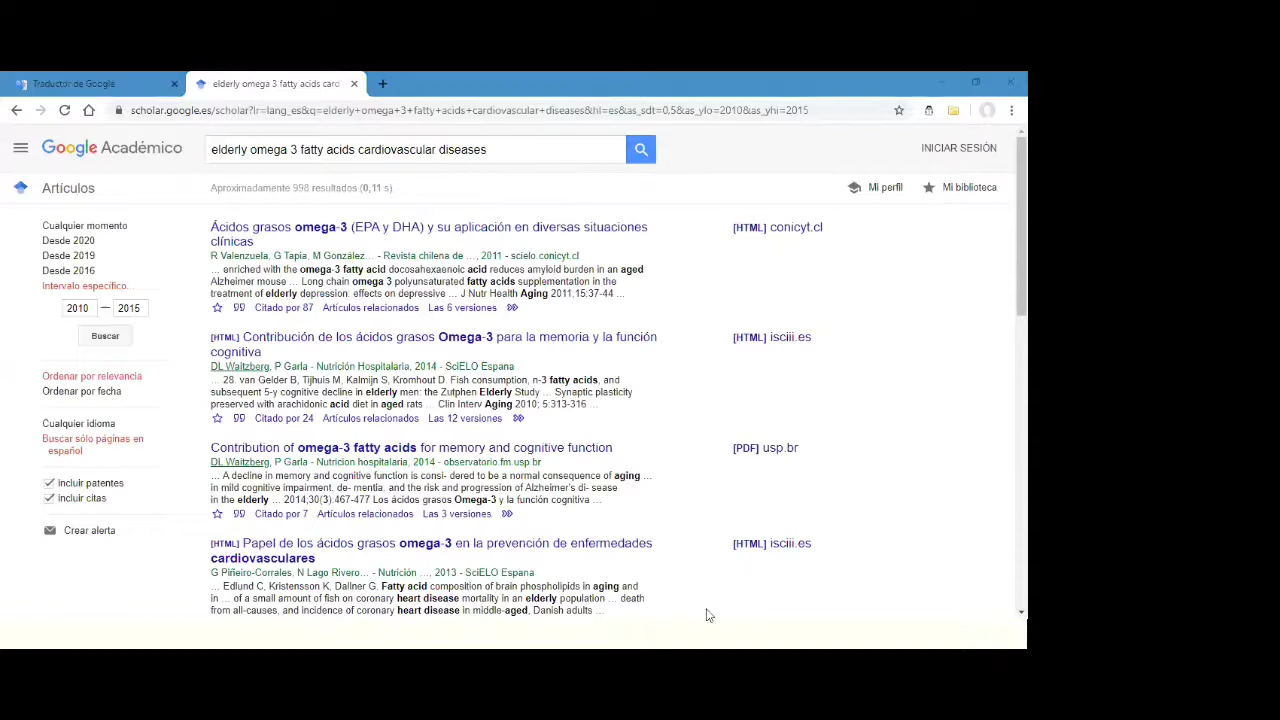 Traductor de Google
elderly omega 3 fatty acids card
scholar.google.es/scholar?lr=lang_es&q=elderly+omega+3+fatty+acids+cardiovascular+diseases&hl=es&as_sdt=0,5&as_ylo=2010&as_yhi=2015
Google Académico
elderly omega 3 fatty acids cardiovascular diseases
INICIAR SESIÓN
Artículos
Aproximadamente 998 resultados (0,11 s)
Mi perfil
Mi biblioteca
Cualquier momento
Desde 2020
Desde 2019
Desde 2016
Intervalo específico...
2010 — 2015
Buscar
Ordenar por relevancia
Ordenar por fecha
Cualquier idioma
Buscar sólo páginas en
español
incluir patentes
incluir citas
Crear alerta
Ácidos grasos omega-3 (EPA y DHA) y su aplicación en diversas situaciones
clínicas
R Valenzuela, G Tapia, M González... - Revista chilena de ..., 2011 - scielo.conicyt.cl
... enriched with the omega-3 fatty acid docosahexaenoic acid reduces amyloid burden in an aged
Alzheimer mouse ... Long chain omega 3 polyunsaturated fatty acids supplementation in the
treatment of elderly depression: effects on depressive ... J Nutr Health Aging 2011;15:37-44 ...
Citado por 87 Artículos relacionados Las 6 versiones
[HTML] conicyt.cl
[HTML] Contribución de los ácidos grasos Omega-3 para la memoria y la función
cognitiva
DL Waitzberg, P Garla - Nutrición Hospitalaria, 2014 - SciELO Espana
... 28. van Gelder B, Tijhuis M, Kalmijn S, Kromhout D. Fish consumption, n-3 fatty acids, and
subsequent 5-y cognitive decline in elderly men: the Zutphen Elderly Study ... Synaptic plasticity
preserved with arachidonic acid diet in aged rats ... Clin Interv Aging 2010; 5:313-316 ...
Citado por 24 Artículos relacionados Las 12 versiones
[HTML] isciii.es
Contribution of omega-3 fatty acids for memory and cognitive function
DL Waitzberg, P Garla - Nutricion hospitalaria, 2014 - observatorio.fm.usp.br
... A decline in memory and cognitive function is consi- dered to be a normal consequence of aging ...
in mild cognitive impairment, de- mentia, and the risk and progression of Alzheimer's di- sease
in the elderly ... 2014;30(3):467-477 Los ácidos grasos Omega-3 y la función cognitiva ...
Citado por 7 Artículos relacionados Las 3 versiones
[PDF] usp.br
[HTML] Papel de los ácidos grasos omega-3 en la prevención de enfermedades
cardiovasculares
G Piñeiro-Corrales, N Lago Rivero... - Nutrición ..., 2013 - SciELO Espana
... Edlund C, Kristensson K, Dallner G. Fatty acid composition of brain phospholipids in aging and
in ... of a small amount of fish on coronary heart disease mortality in an elderly population ... death
from all-causes, and incidence of coronary heart disease in middle-aged, Danish adults ...
[HTML] isciii.es